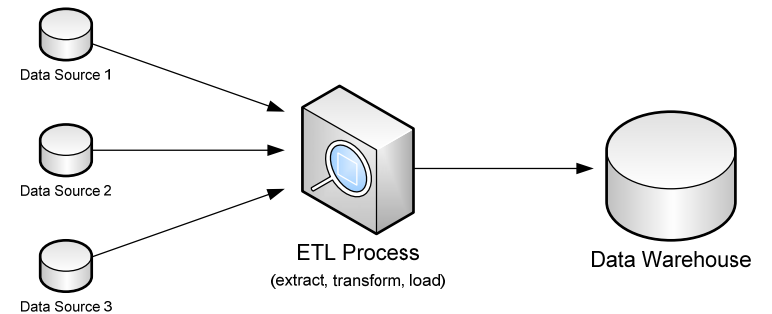 Data Source 1
Data Source 2
Data Source 3
ETL Process
(extract, transform, load)
Data Warehouse